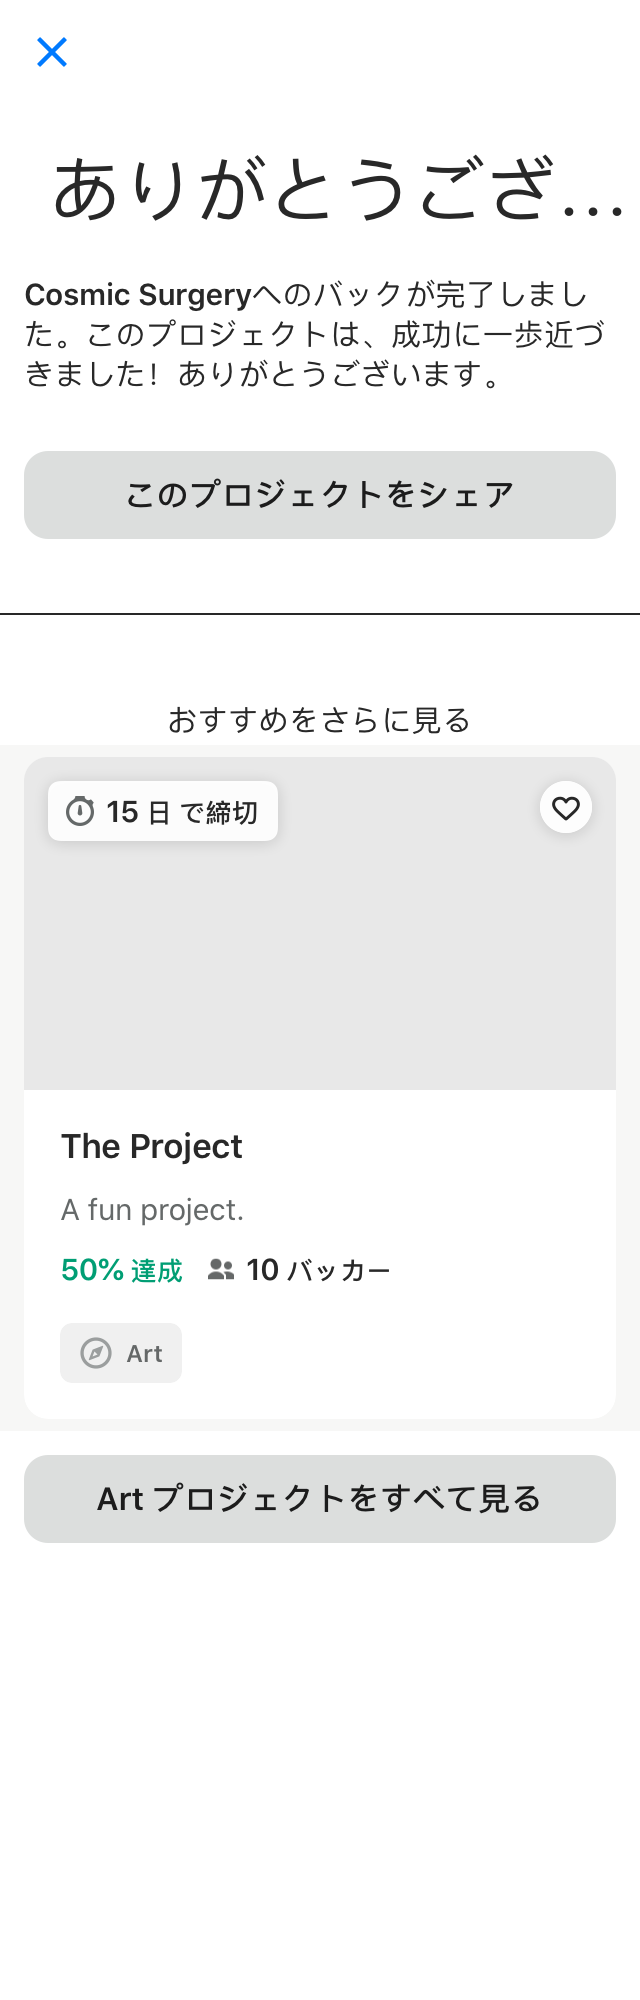 ありがとうござ...
Cosmic Surgeryへのバックが完了しまし
た。このプロジェクトは、成功に一歩近づ
きました！ありがとうございます。
このプロジェクトをシェア
おすすめをさらに見る
15 日 で締切
The Project
A fun project.
50% 達成 10 バッカー
Art
Art プロジェクトをすべて見る